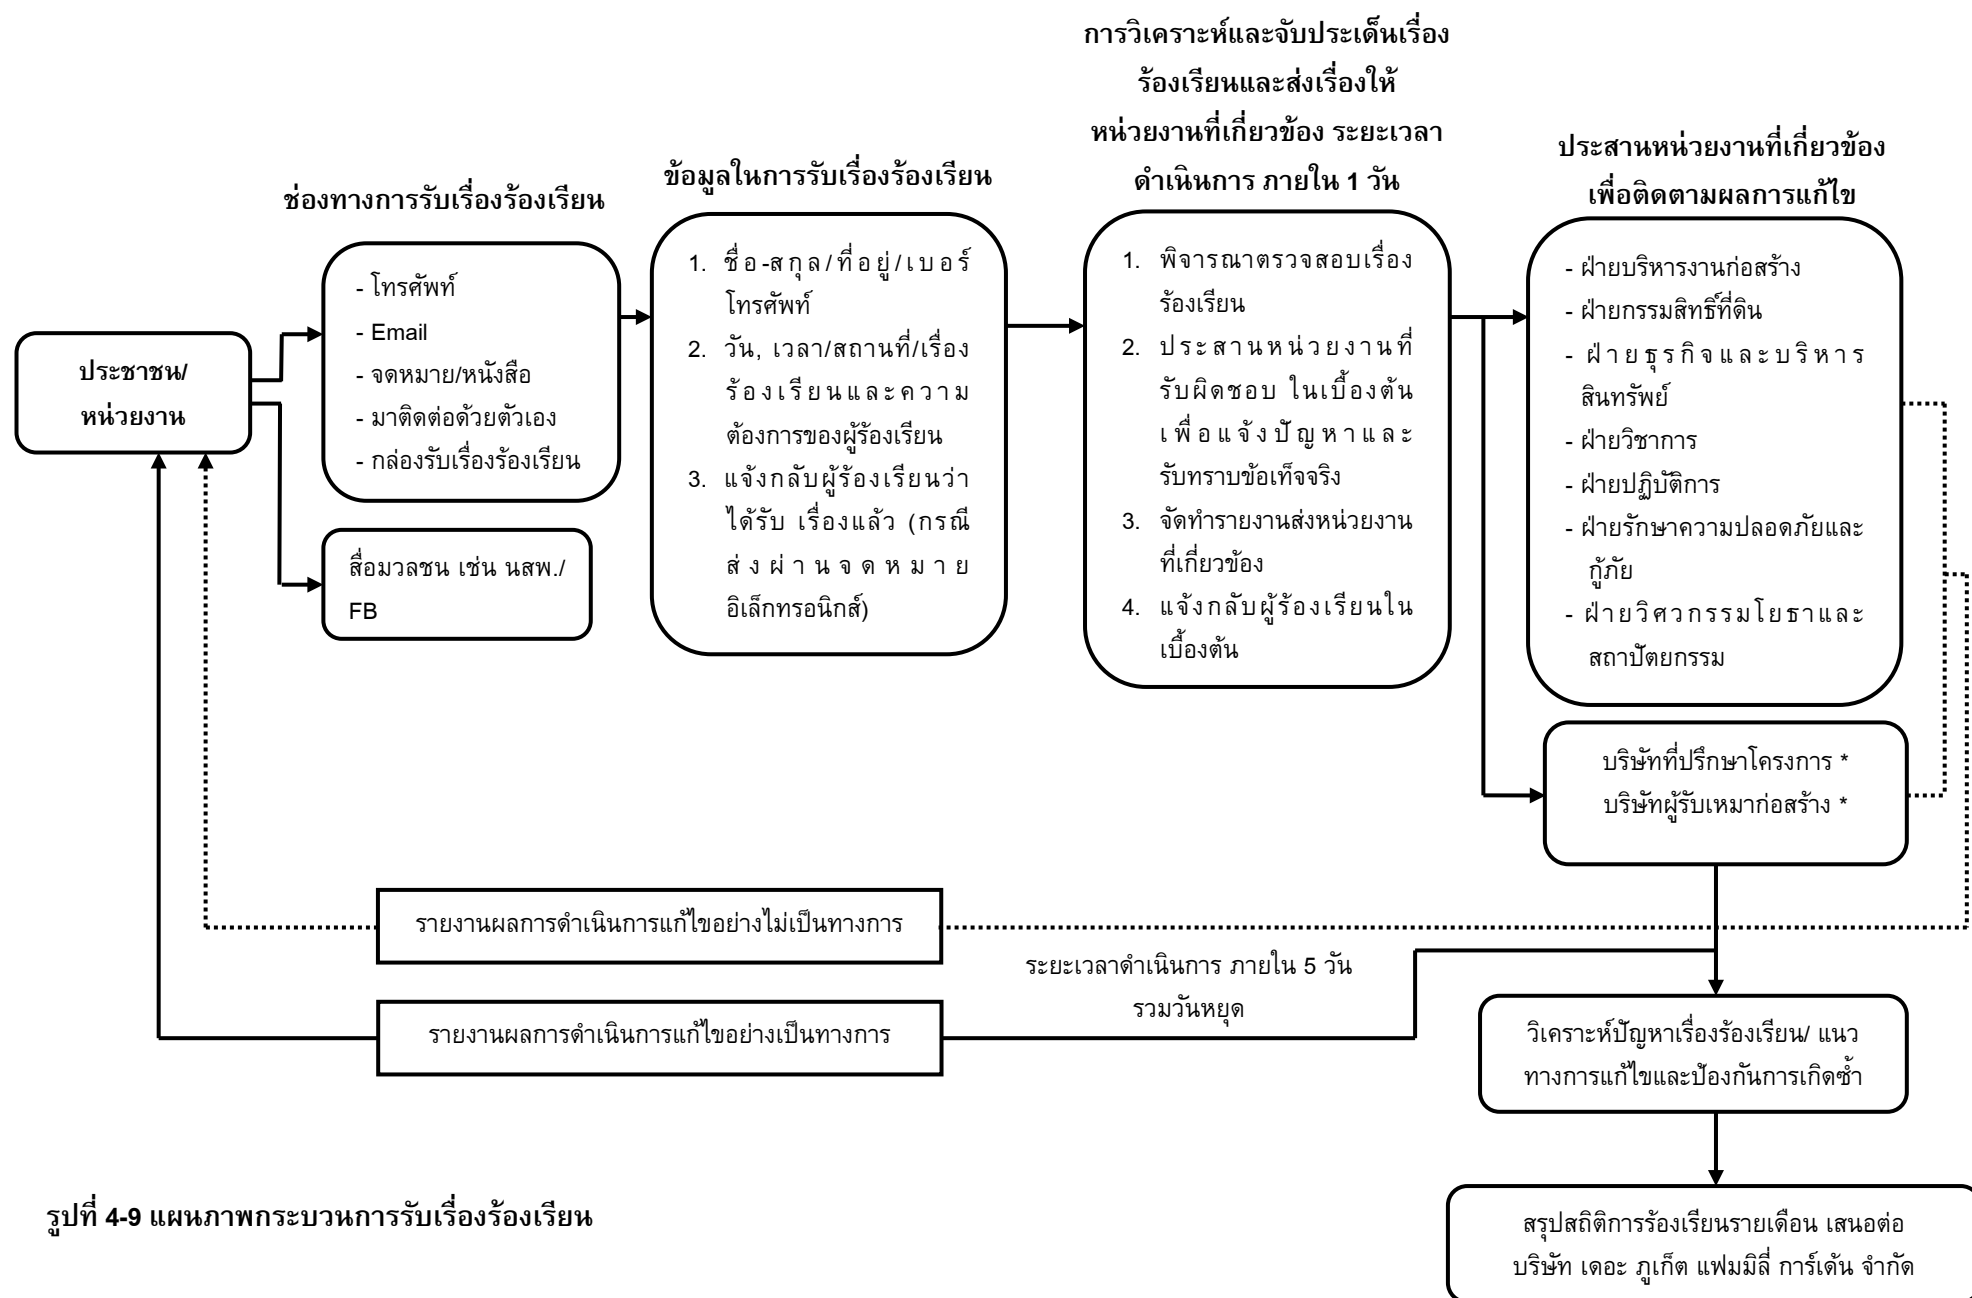 การวิเคราะห์และจับประเด็นเรื่อง
ร้องเรียนและส่งเรื่องให้
หน่วยงานที่เกี่ยวข้อง ระยะเวลา
ดำเนินการ ภายใน 1 วัน
ประสานหน่วยงานที่เกี่ยวข้อง
เพื่อติดตามผลการแก้ไข
ข้อมูลในการรับเรื่องร้องเรียน
ช่องทางการรับเรื่องร้องเรียน
ประชาชน/
หน่วยงาน
- โทรศัพท์
- Email
- จดหมาย/หนังสือ
- มาติดต่อด้วยตัวเอง
- กล่องรับเรื่องร้องเรียน
สื่อมวลชน เช่น นสพ./
FB
1. ชื่อ-สกุล/ที่อยู่/เบอร์
โทรศัพท์
2. วัน, เวลา/สถานที่/เรื่อง
ร้องเรียนและความ
ต้องการของผู้ร้องเรียน
3. แจ้งกลับผู้ร้องเรียนว่า
ได้รับ เรื่องแล้ว (กรณี
ส่งผ่านจดหมาย
อิเล็กทรอนิกส์)
1. พิจารณาตรวจสอบเรื่อง
ร้องเรียน
2. ประสานหน่วยงานที่
รับผิดชอบ ในเบื้องต้น
เพื่อแจ้งปัญหาและ
รับทราบข้อเท็จจริง
3. จัดทำรายงานส่งหน่วยงาน
ที่เกี่ยวข้อง
4. แจ้งกลับผู้ร้องเรียนใน
เบื้องต้น
- ฝ่ายบริหารงานก่อสร้าง
- ฝ่ายกรรมสิทธิ์ที่ดิน
- ฝ่ายธุรกิจและบริหาร
สินทรัพย์
- ฝ่ายวิชาการ
- ฝ่ายปฏิบัติการ
- ฝ่ายรักษาความปลอดภัยและ
กู้ภัย
- ฝ่ายวิศวกรรมโยธาและ
สถาปัตยกรรม
บริษัทที่ปรึกษาโครงการ *
บริษัทผู้รับเหมาก่อสร้าง *
รายงานผลการดำเนินการแก้ไขอย่างไม่เป็นทางการ
ระยะเวลาดำเนินการ ภายใน 5 วัน
รวมวันหยุด
รายงานผลการดำเนินการแก้ไขอย่างเป็นทางการ
วิเคราะห์ปัญหาเรื่องร้องเรียน/ แนว
ทางการแก้ไขและป้องกันการเกิดซ้ำ
สรุปสถิติการร้องเรียนรายเดือน เสนอต่อ
บริษัท เดอะ ภูเก็ต แฟมมิลี่ การ์เด้น จำกัด
รูปที่ 4-9 แผนภาพกระบวนการรับเรื่องร้องเรียน